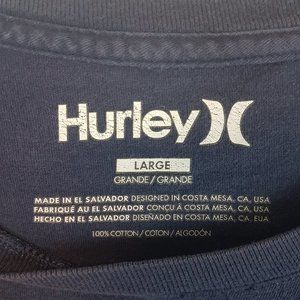 Hurley
LARGE
GRANDE / GRANDE
MADE IN EL SALVADOR DESIGNED IN COSTA MESA, CA, USA
FABRIQUÉ AU EL SALVADOR CONÇU À COSTA MESA, CA, USA
HECHO EN EL SALVADOR DISEÑADO EN COSTA MESA, CA, EUA
100% COTTON / COTON / ALGODÓN